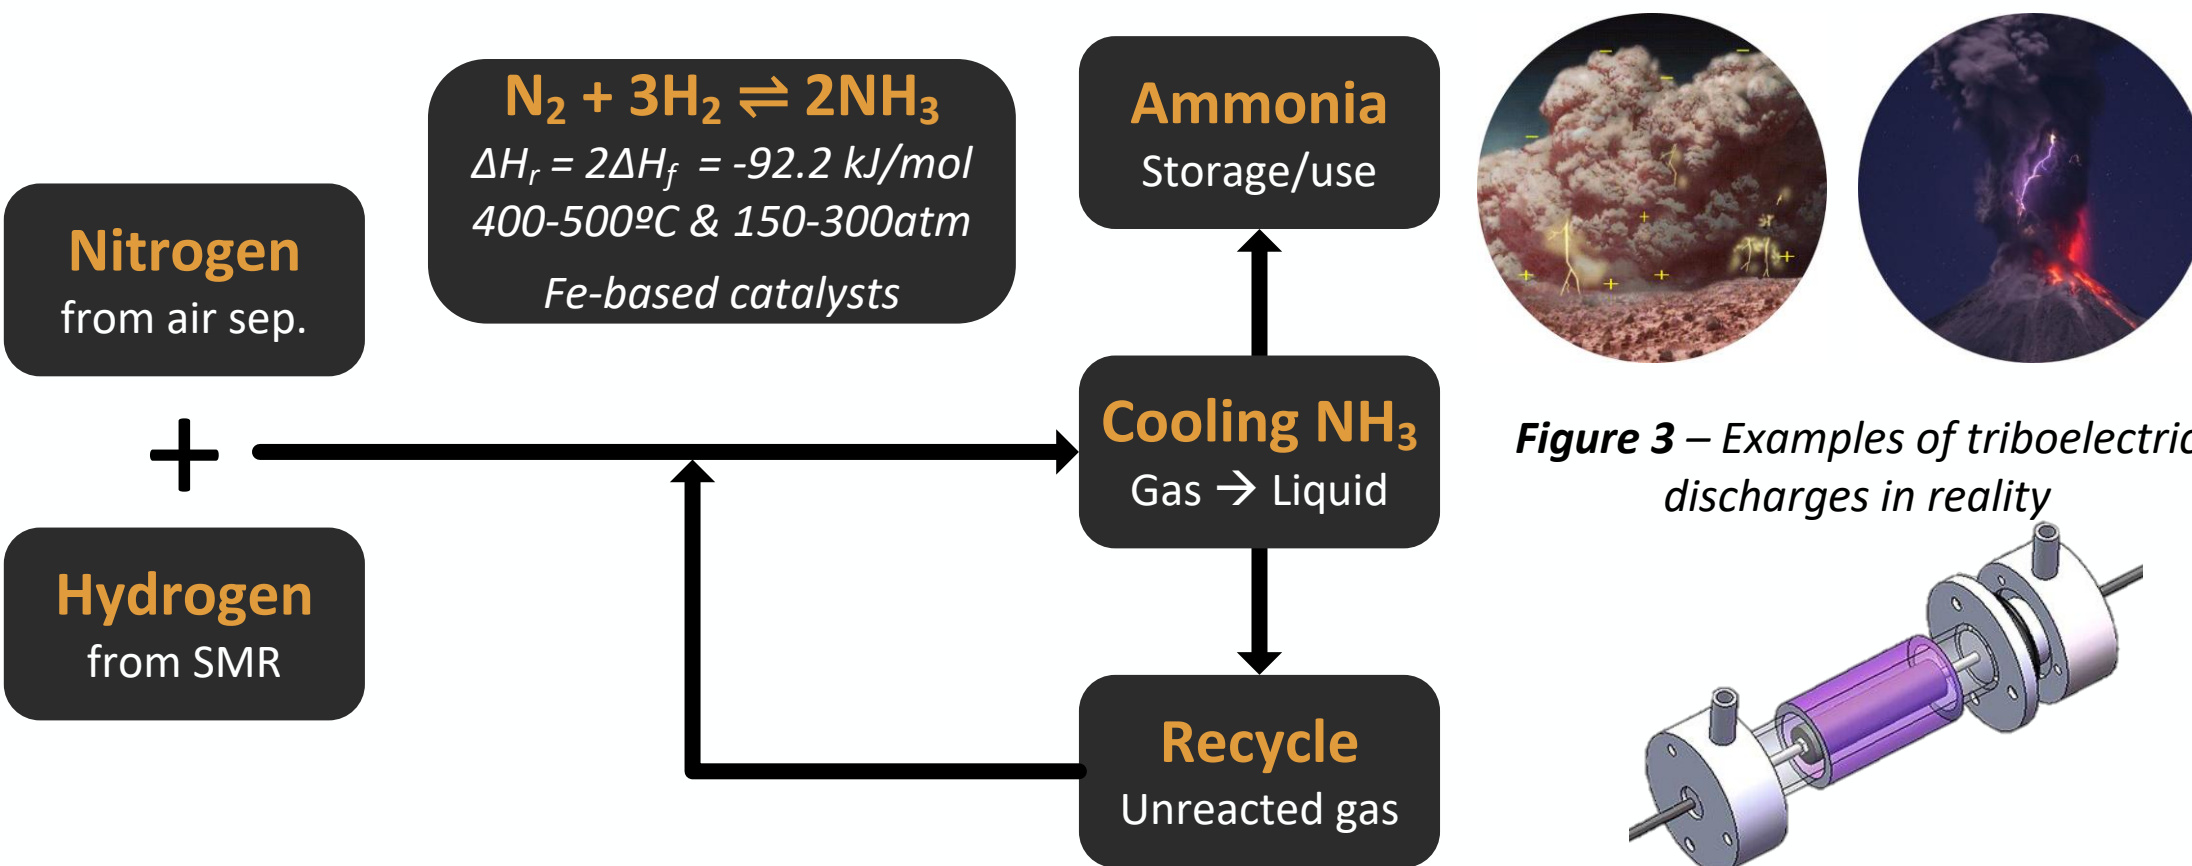 Nitrogen
from air sep.
+
Hydrogen
from SMR
N₂ + 3H₂ ⇌ 2NH₃
ΔHᵣ = 2ΔH_f = -92.2 kJ/mol
400-500ºC & 150-300atm
Fe-based catalysts
Ammonia
Storage/use
Cooling NH₃
Gas → Liquid
Recycle
Unreacted gas
Figure 3 – Examples of triboelectric
discharges in reality